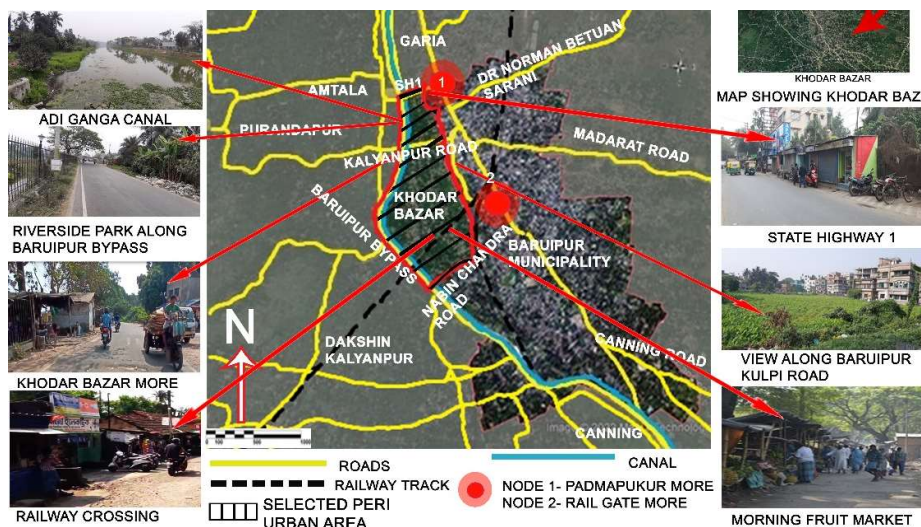 ADI GANGA CANAL
RIVERSIDE PARK ALONG
BARUIPUR BYPASS
KHODAR BAZAR MORE
RAILWAY CROSSING
GARIA
DR NORMAN BETUAN
SARANI
SH1
1
AMTALA
PURANDAPUR
KALYANPUR ROAD
MADARAT ROAD
2
KHODAR
BAZAR
BARUIPUR BYPASS
BARUIPUR
MUNICIPALITY
NABIN CHANDRA
ROAD
N
DAKSHIN
KALYANPUR
CANNING ROAD
CANNING
ROADS
CANAL
RAILWAY TRACK
NODE 1- PADMAPUKUR MORE
NODE 2- RAIL GATE MORE
SELECTED PERI
URBAN AREA
KHODAR BAZAR
MAP SHOWING KHODAR BAZ
STATE HIGHWAY 1
VIEW ALONG BARUIPUR
KULPI ROAD
MORNING FRUIT MARKET